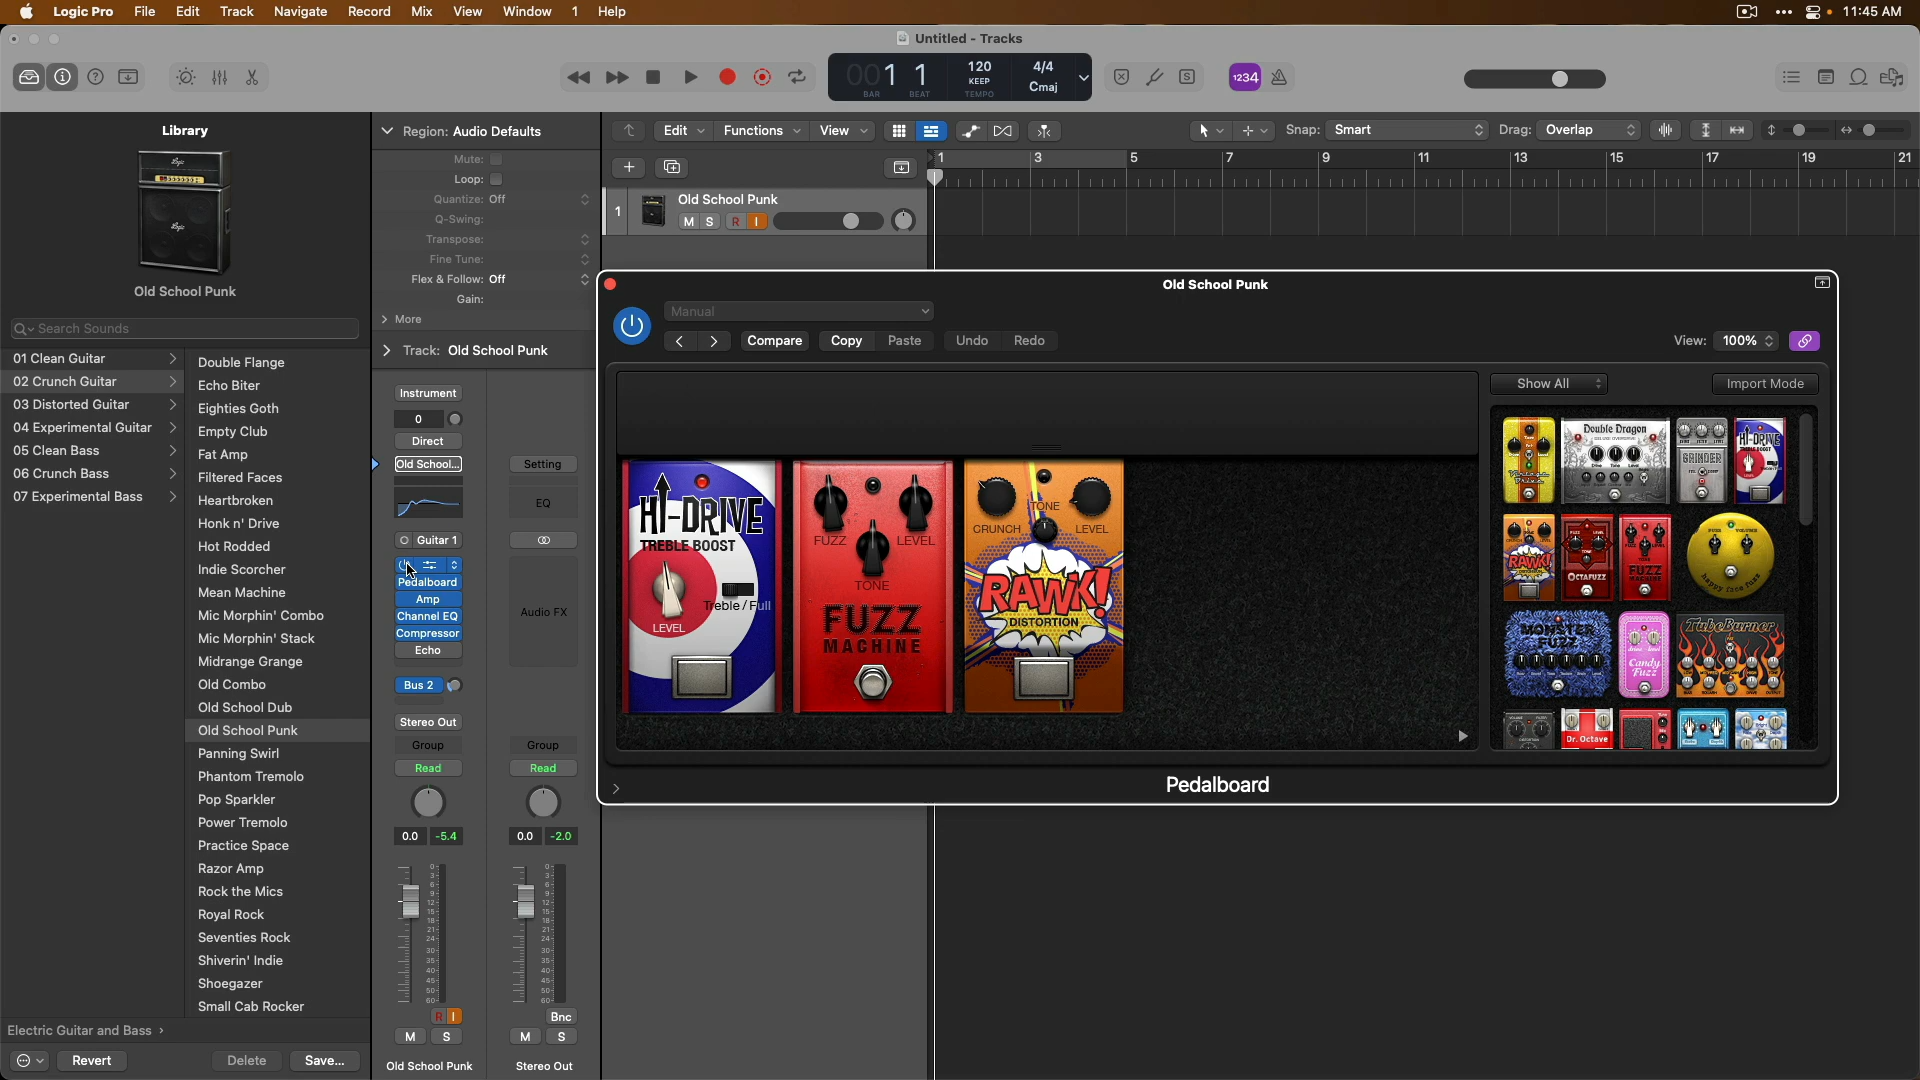 Logic Pro File Edit Track Navigate Record Mix View Window 1 Help
11:45 AM
Untitled - Tracks
001 1
BAR BEAT
120
KEEP
TEMPO
4/4
Cmaj
1234
Library
Old School Punk
Search Sounds
01 Clean Guitar
02 Crunch Guitar
03 Distorted Guitar
04 Experimental Guitar
05 Clean Bass
06 Crunch Bass
07 Experimental Bass
Double Flange
Echo Biter
Eighties Goth
Empty Club
Fat Amp
Filtered Faces
Heartbroken
Honk n' Drive
Hot Rodded
Indie Scorcher
Mean Machine
Mic Morphin' Combo
Mic Morphin' Stack
Midrange Grange
Old Combo
Old School Dub
Old School Punk
Panning Swirl
Phantom Tremolo
Pop Sparkler
Power Tremolo
Practice Space
Razor Amp
Rock the Mics
Royal Rock
Seventies Rock
Shiverin' Indie
Shoegazer
Small Cab Rocker
Electric Guitar and Bass ›
Revert Delete Save...
Region: Audio Defaults
Mute:
Loop:
Quantize: Off
Q-Swing:
Transpose:
Fine Tune:
Flex & Follow: Off
Gain:
More
Track: Old School Punk
Instrument
0
Direct
Old School...
Guitar 1
Pedalboard
Amp
Channel EQ
Compressor
Echo
Bus 2
Stereo Out
Group
Read
0.0 -5.4
R I
M S
Old School Punk
Setting
EQ
Audio FX
Group
Read
0.0 -2.0
Bnc
M S
Stereo Out
Edit Functions View
Snap: Smart Drag: Overlap
1 3 5 7 9 11 13 15 17 19 21
1
Old School Punk
M S R I
Old School Punk
Manual
Compare Copy Paste Undo Redo
View: 100%
Show All Import Mode
HI-DRIVE
TREBLE BOOST
Treble / Full
LEVEL
FUZZ LEVEL
TONE
FUZZ
MACHINE
TONE
CRUNCH LEVEL
RAWK!
DISTORTION
Double Dragon
GRINDER
HI-DRIVE
RAWK!
OCTAFUZZ
FUZZ
happy face fuzz
MONSTER
FUZZ
Candy
Fuzz
TubeBurner
Dr. Octave
Pedalboard